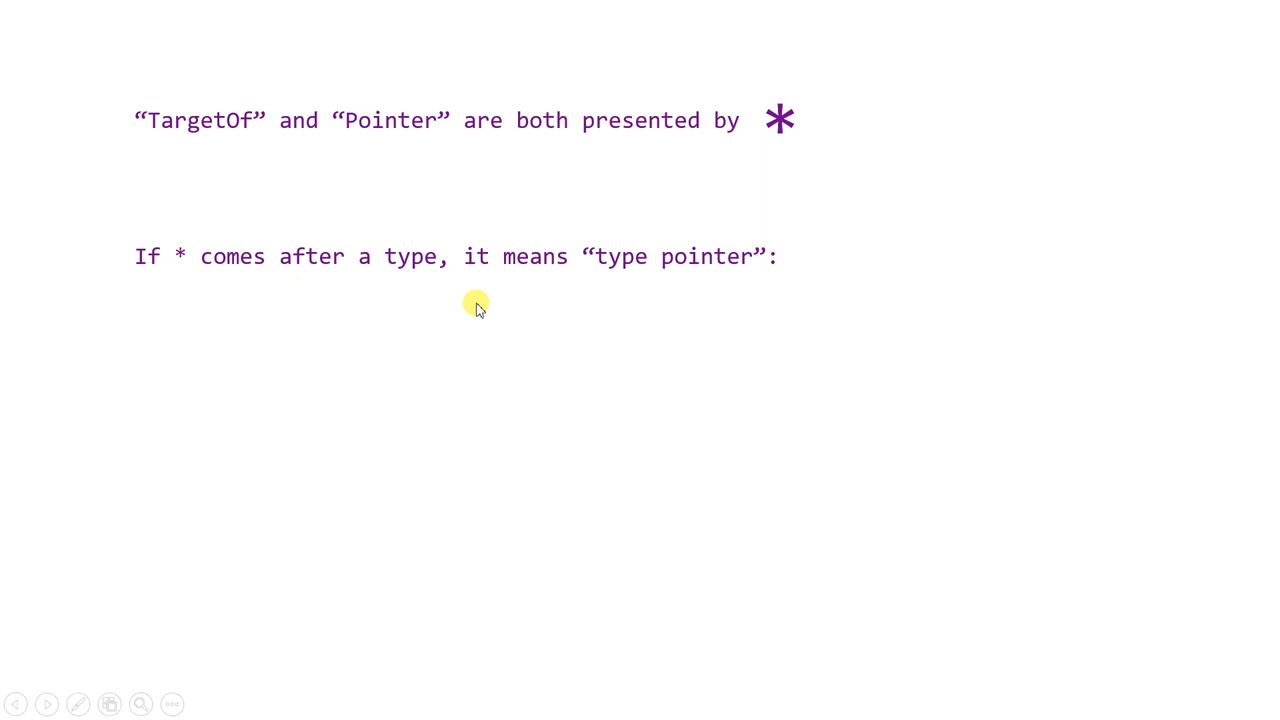 “TargetOf” and “Pointer” are both presented by *
If * comes after a type, it means “type pointer”: